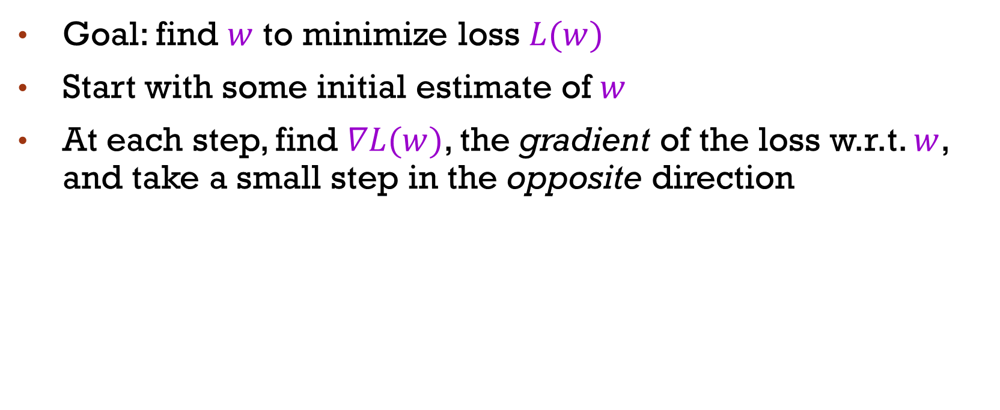 • Goal: find w to minimize loss L(w)
• Start with some initial estimate of w
• At each step, find ∇L(w), the gradient of the loss w.r.t. w,
and take a small step in the opposite direction